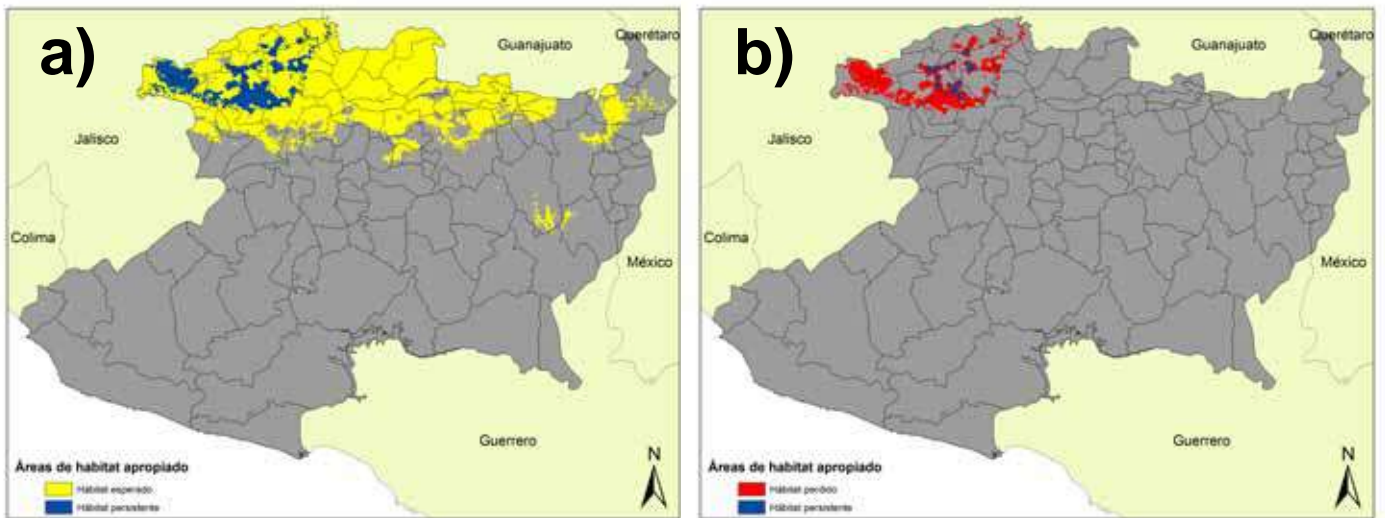 a)
Guanajuato
Querétaro
Jalisco
Colima
México
Guerrero
N
Áreas de habitat apropiado
Hábitat esperado
Hábitat persistente
b)
Guanajuato
Querétaro
Jalisco
Colima
México
Guerrero
N
Áreas de habitat apropiado
Hábitat perdido
Hábitat persistente